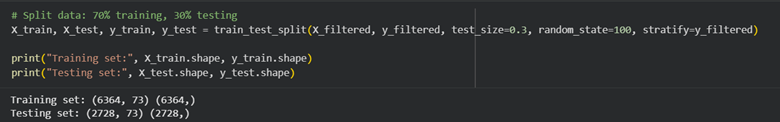 # Split data: 70% training, 30% testing
X_train, X_test, y_train, y_test = train_test_split(X_filtered, y_filtered, test_size=0.3, random_state=100, stratify=y_filtered)
print("Training set:", X_train.shape, y_train.shape)
print("Testing set:", X_test.shape, y_test.shape)
Training set: (6364, 73) (6364,)
Testing set: (2728, 73) (2728,)